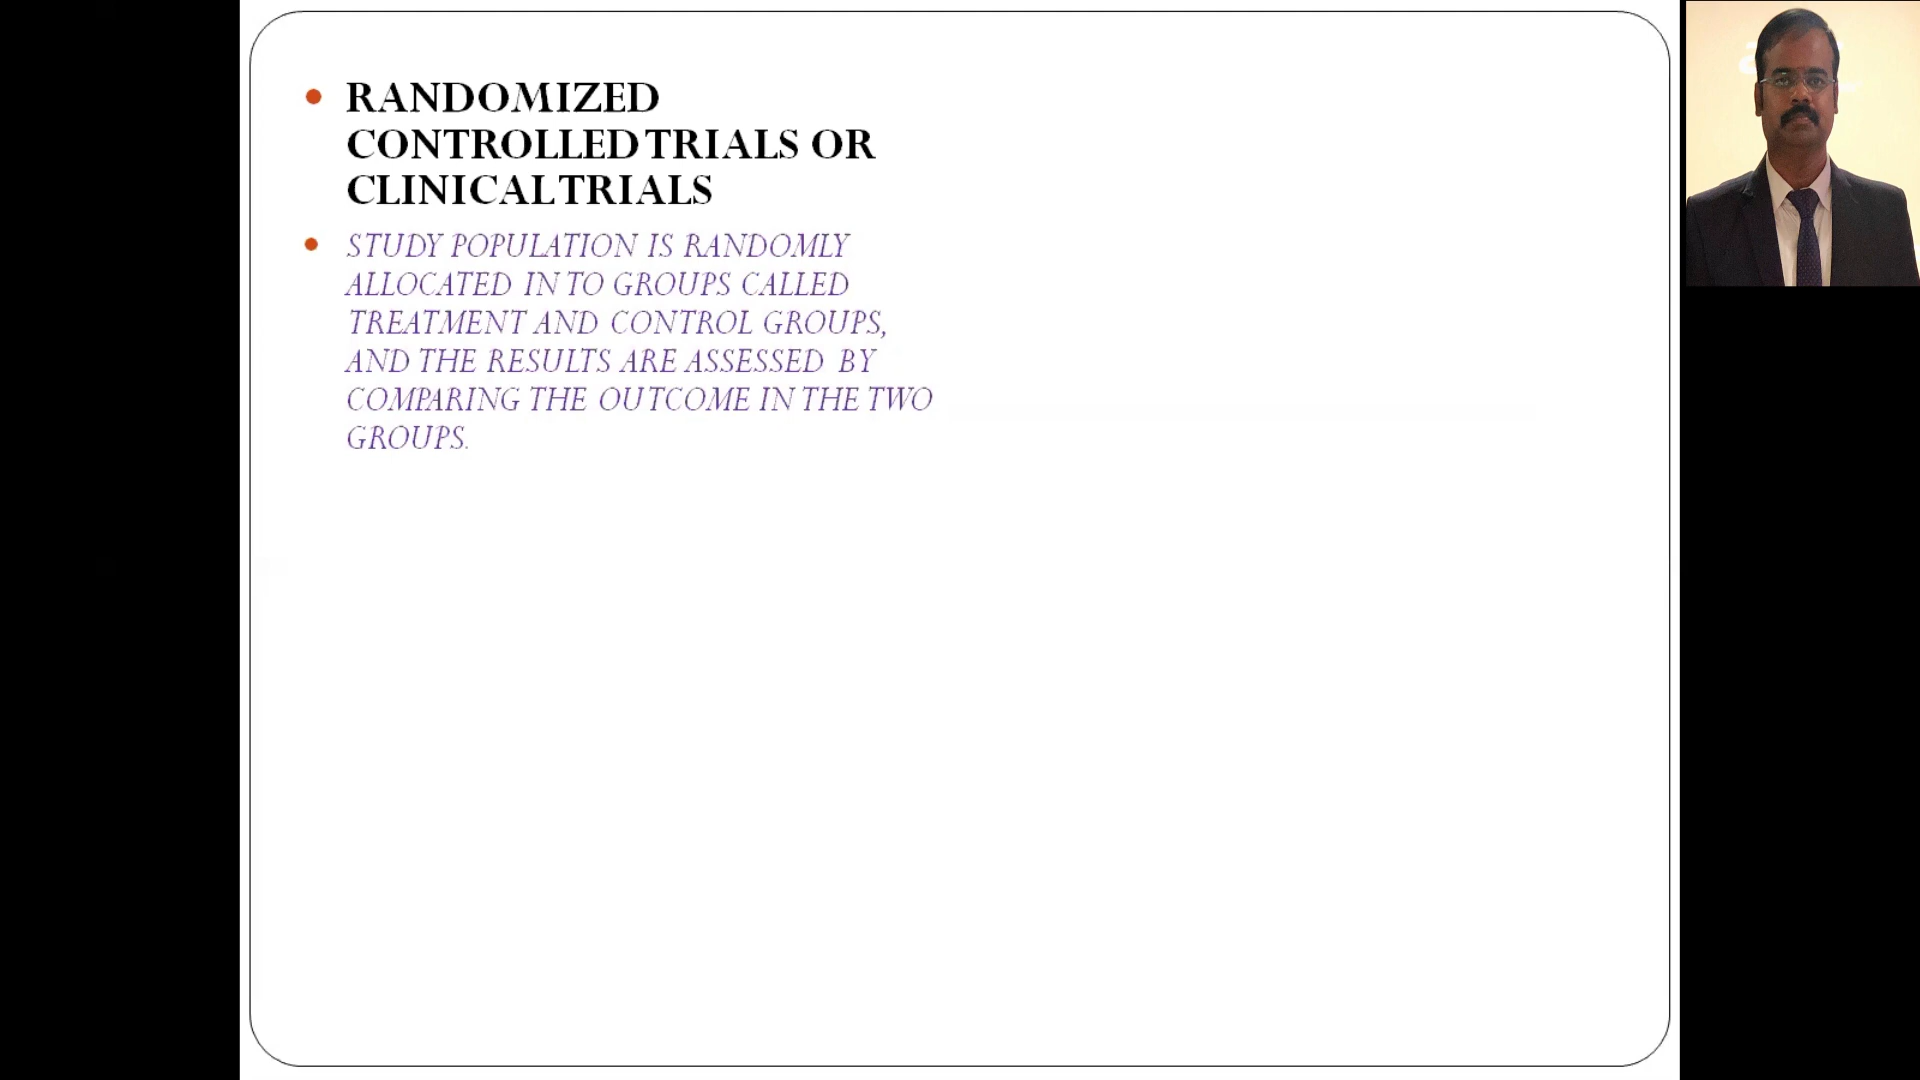 RANDOMIZED
CONTROLLED TRIALS OR
CLINICAL TRIALS
STUDY POPULATION IS RANDOMLY
ALLOCATED IN TO GROUPS CALLED
TREATMENT AND CONTROL GROUPS,
AND THE RESULTS ARE ASSESSED BY
COMPARING THE OUTCOME IN THE TWO
GROUPS.